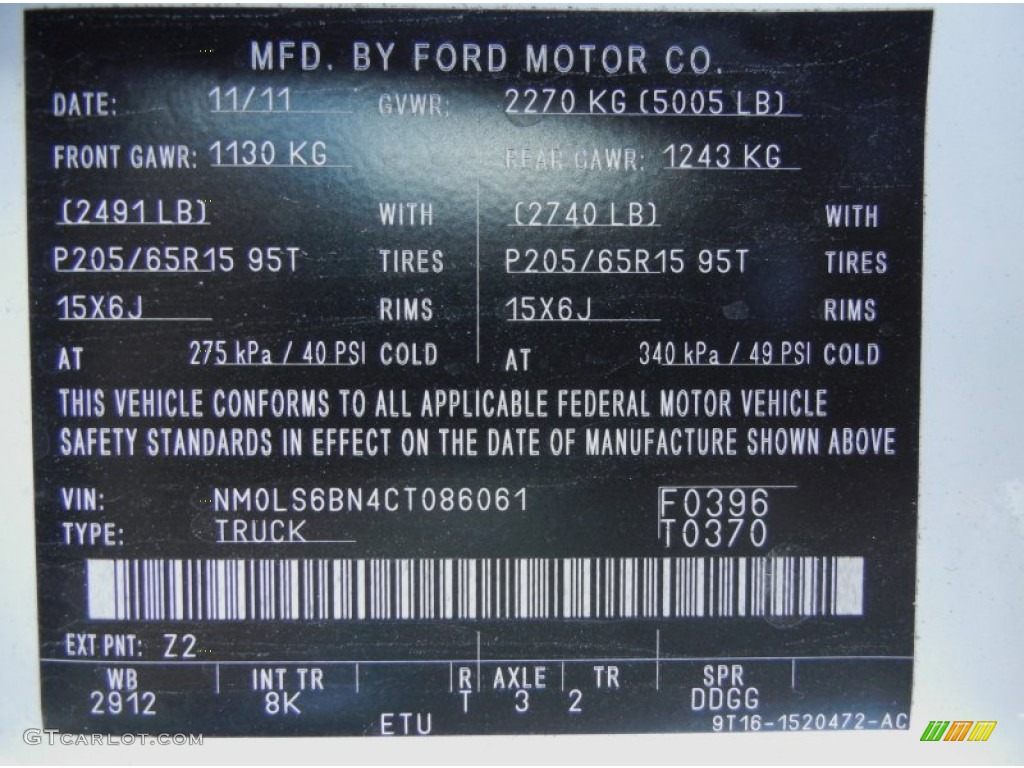 MFD. BY FORD MOTOR CO.
DATE: 11/11 GVWR: 2270 KG (5005 LB)
FRONT GAWR: 1130 KG REAR GAWR: 1243 KG
(2491 LB) WITH (2740 LB) WITH
P205/65R15 95T TIRES P205/65R15 95T TIRES
15X6J RIMS 15X6J RIMS
AT 275 kPa / 40 PSI COLD AT 340 kPa / 49 PSI COLD
THIS VEHICLE CONFORMS TO ALL APPLICABLE FEDERAL MOTOR VEHICLE
SAFETY STANDARDS IN EFFECT ON THE DATE OF MANUFACTURE SHOWN ABOVE
VIN: NM0LS6BN4CT086061 F0396
TYPE: TRUCK T0370
EXT PNT: Z2
WB INT TR R AXLE TR SPR
2912 8K T 3 2 DDGG
ETU 9T16-1520472-AC
GTCARLOT.COM